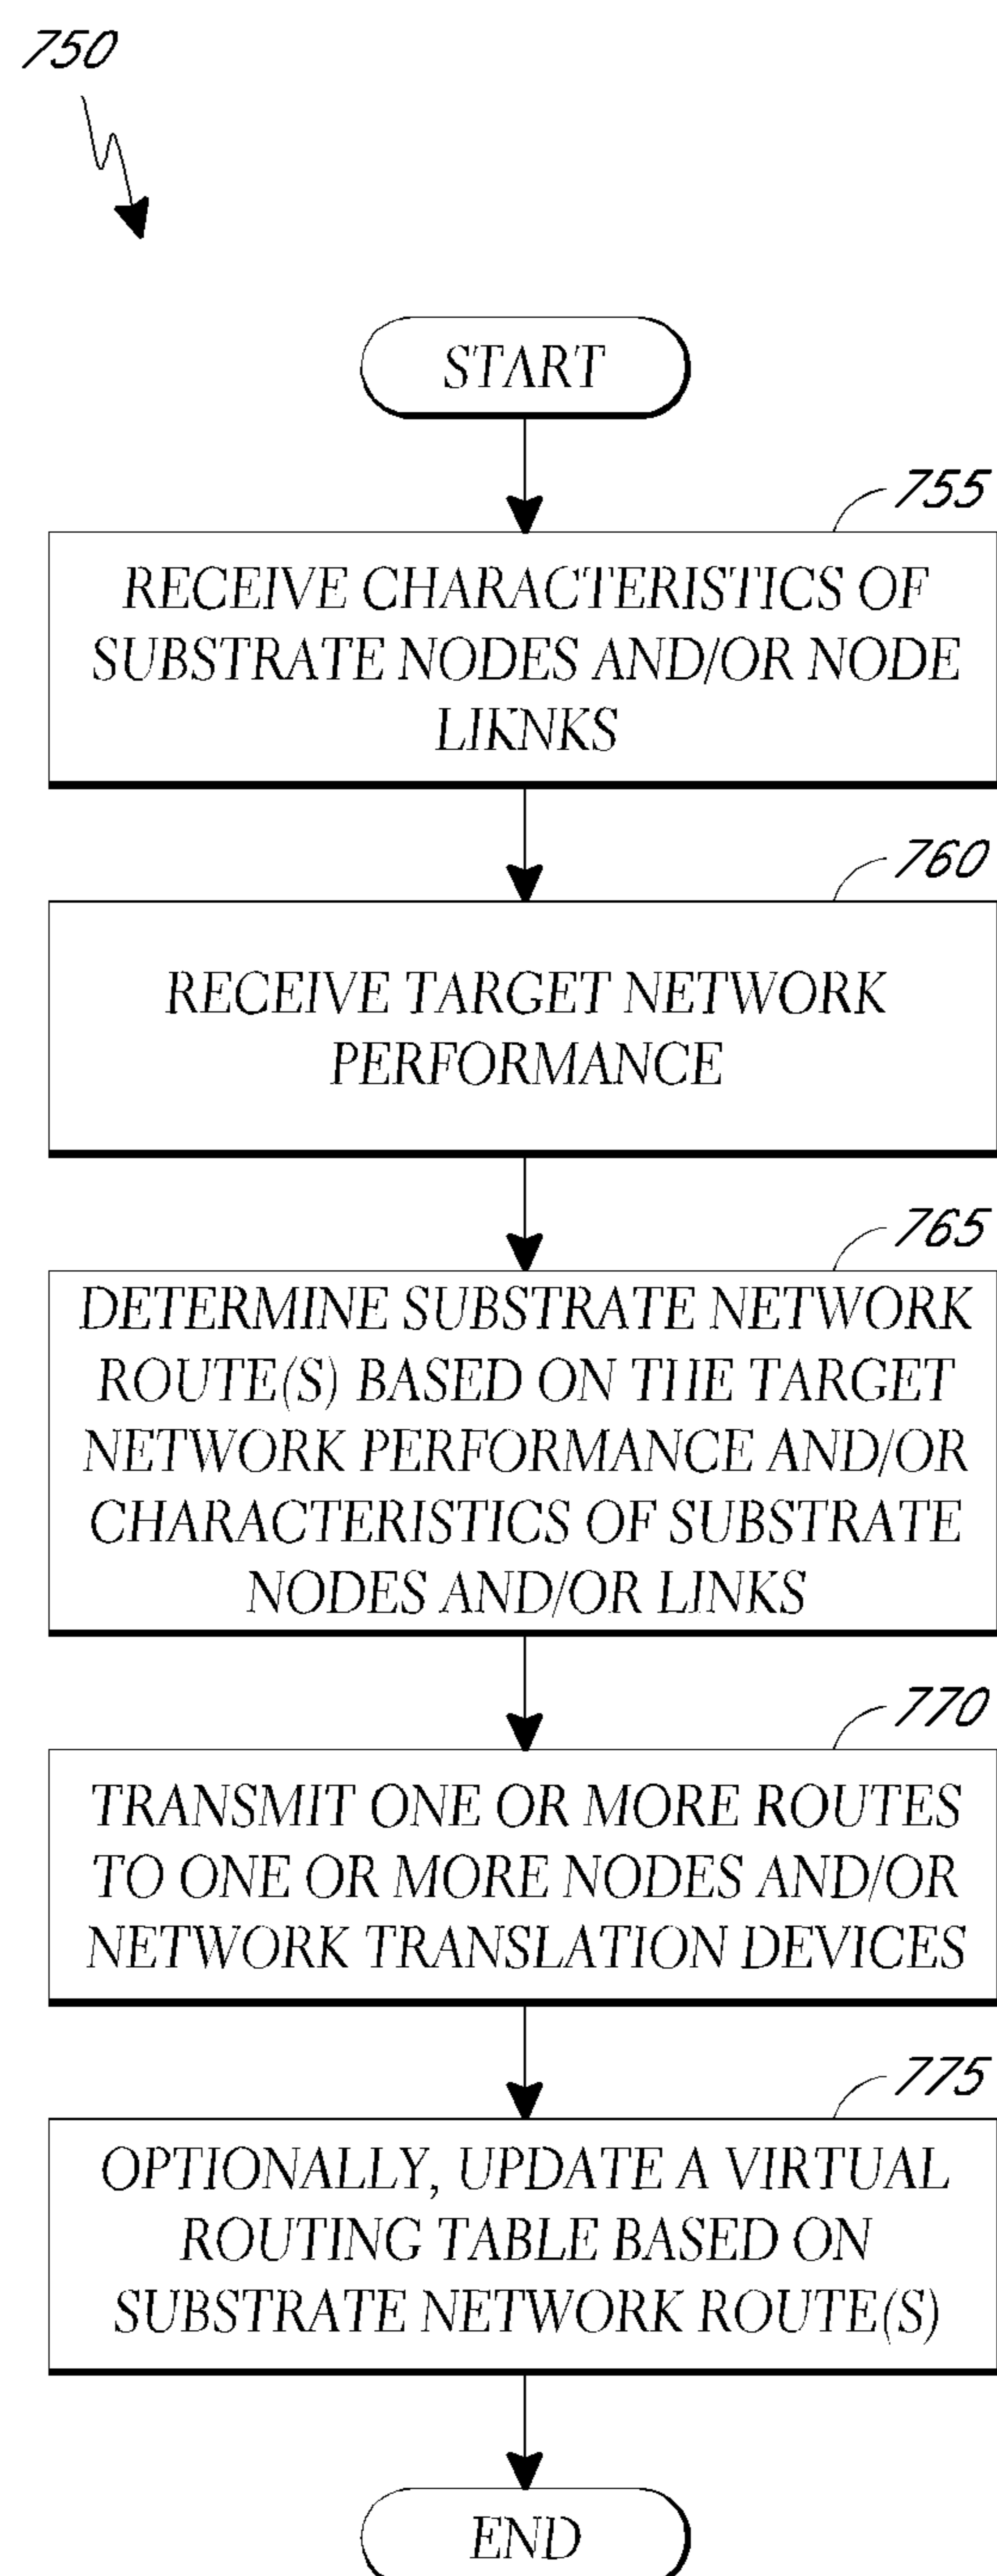 750
START
755
RECEIVE CHARACTERISTICS OF
SUBSTRATE NODES AND/OR NODE
LIKNKS
760
RECEIVE TARGET NETWORK
PERFORMANCE
765
DETERMINE SUBSTRATE NETWORK
ROUTE(S) BASED ON THE TARGET
NETWORK PERFORMANCE AND/OR
CHARACTERISTICS OF SUBSTRATE
NODES AND/OR LINKS
770
TRANSMIT ONE OR MORE ROUTES
TO ONE OR MORE NODES AND/OR
NETWORK TRANSLATION DEVICES
775
OPTIONALLY, UPDATE A VIRTUAL
ROUTING TABLE BASED ON
SUBSTRATE NETWORK ROUTE(S)
END